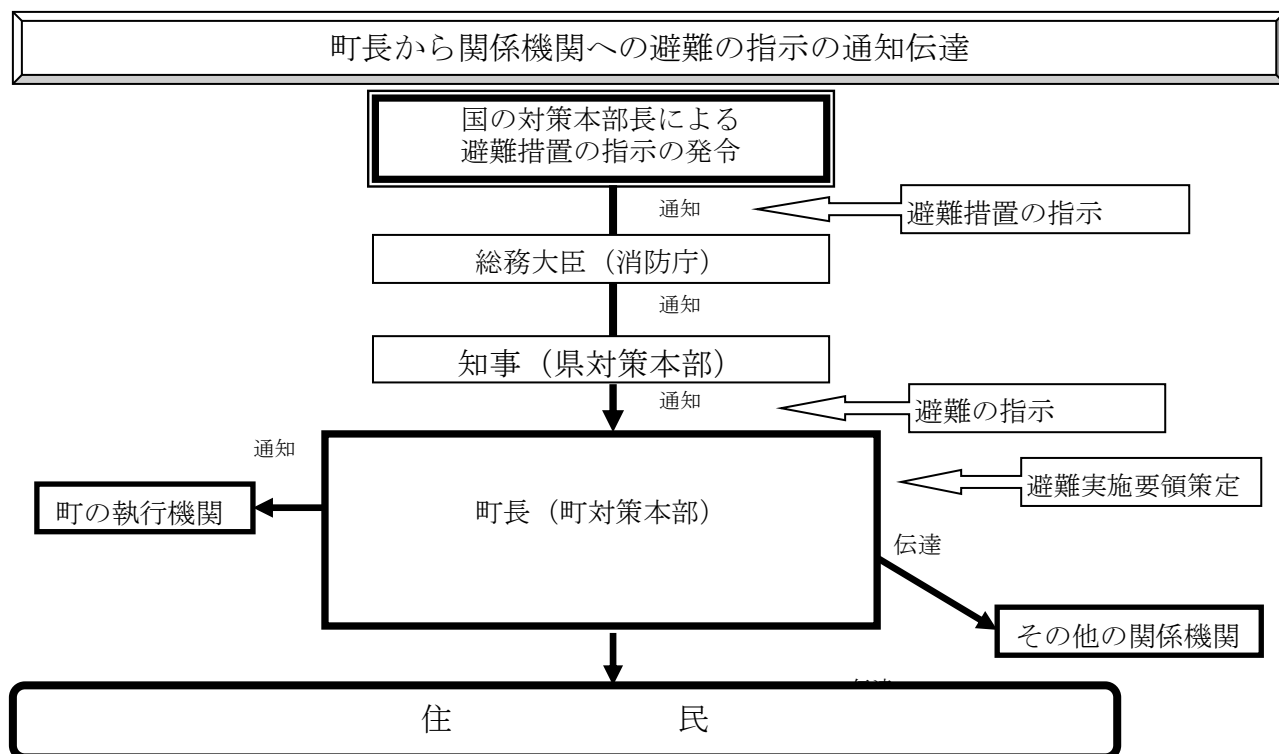 町長から関係機関への避難の指示の通知伝達
国の対策本部長による
避難措置の指示の発令
通知
避難措置の指示
総務大臣（消防庁）
通知
知事（県対策本部）
通知
避難の指示
通知
避難実施要領策定
町の執行機関
町長（町対策本部）
伝達
その他の関係機関
住　民